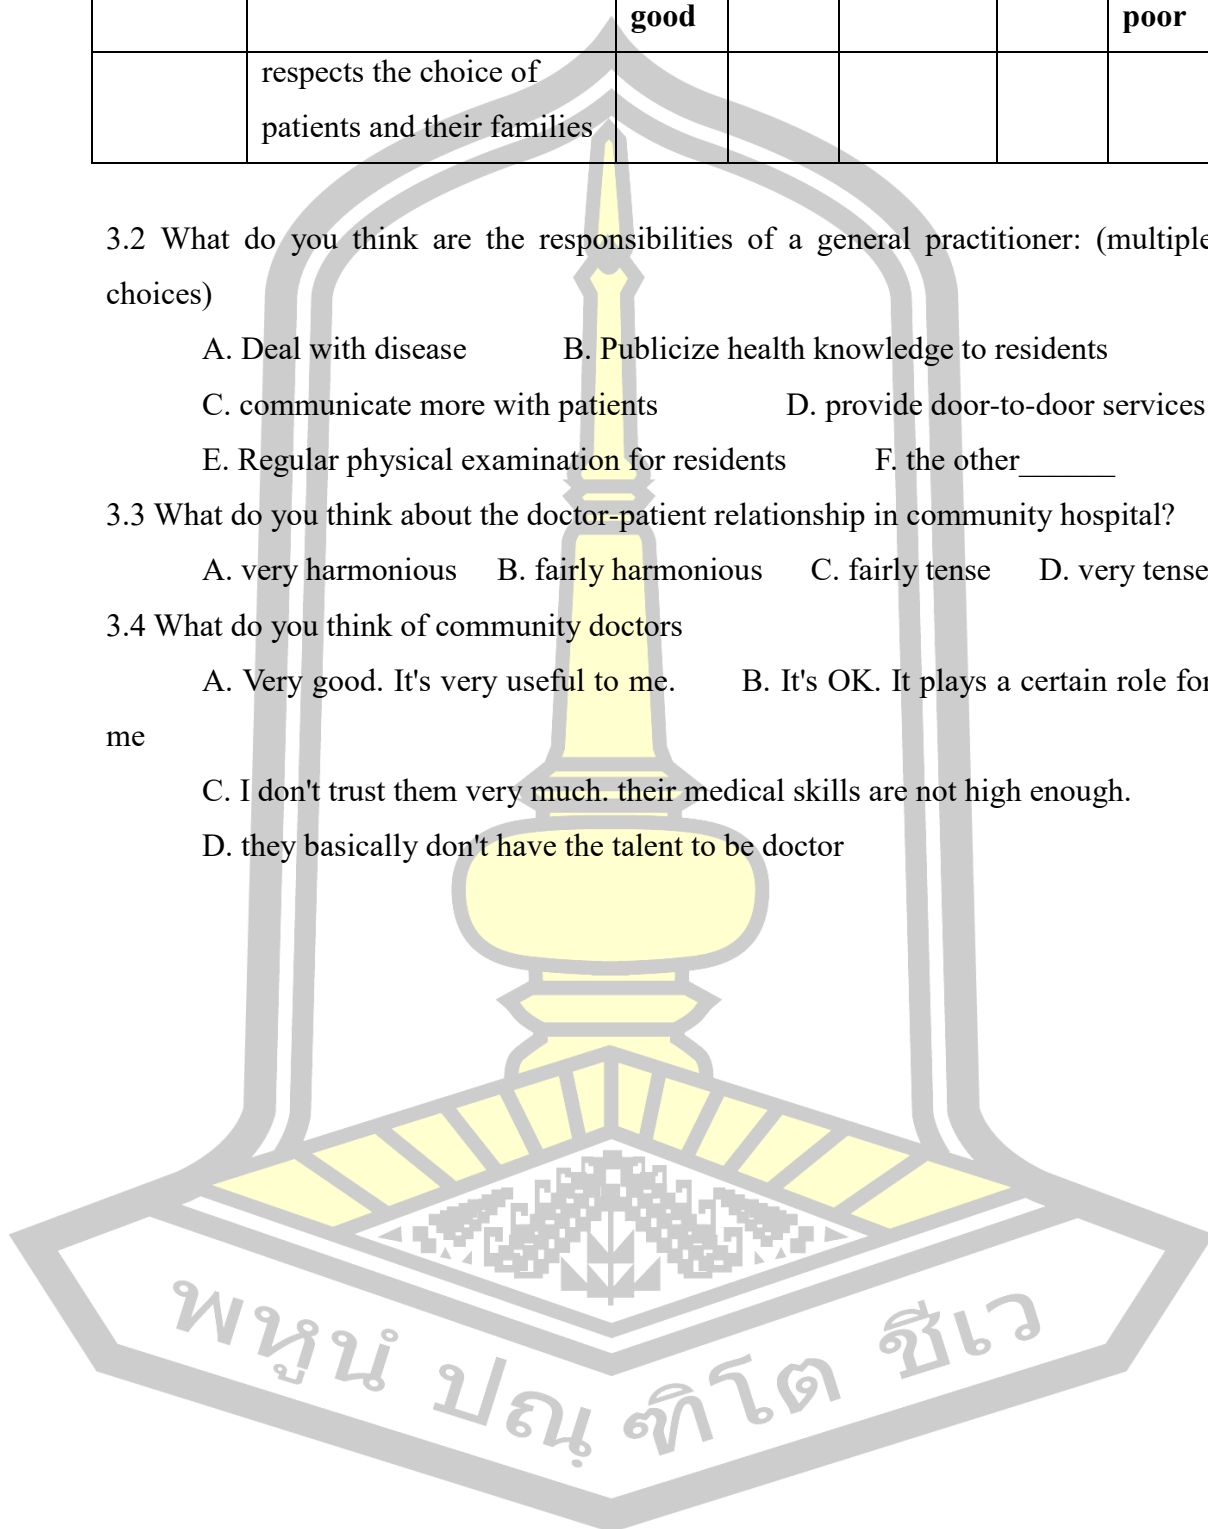 good poor
respects the choice of
patients and their families
3.2 What do you think are the responsibilities of a general practitioner: (multiple
choices)
A. Deal with disease B. Publicize health knowledge to residents
C. communicate more with patients D. provide door-to-door services
E. Regular physical examination for residents F. the other______
3.3 What do you think about the doctor-patient relationship in community hospital?
A. very harmonious B. fairly harmonious C. fairly tense D. very tense
3.4 What do you think of community doctors
A. Very good. It's very useful to me. B. It's OK. It plays a certain role for
me
C. I don't trust them very much. their medical skills are not high enough.
D. they basically don't have the talent to be doctor
พหูนํ ปณฺฑิโต ชีเว